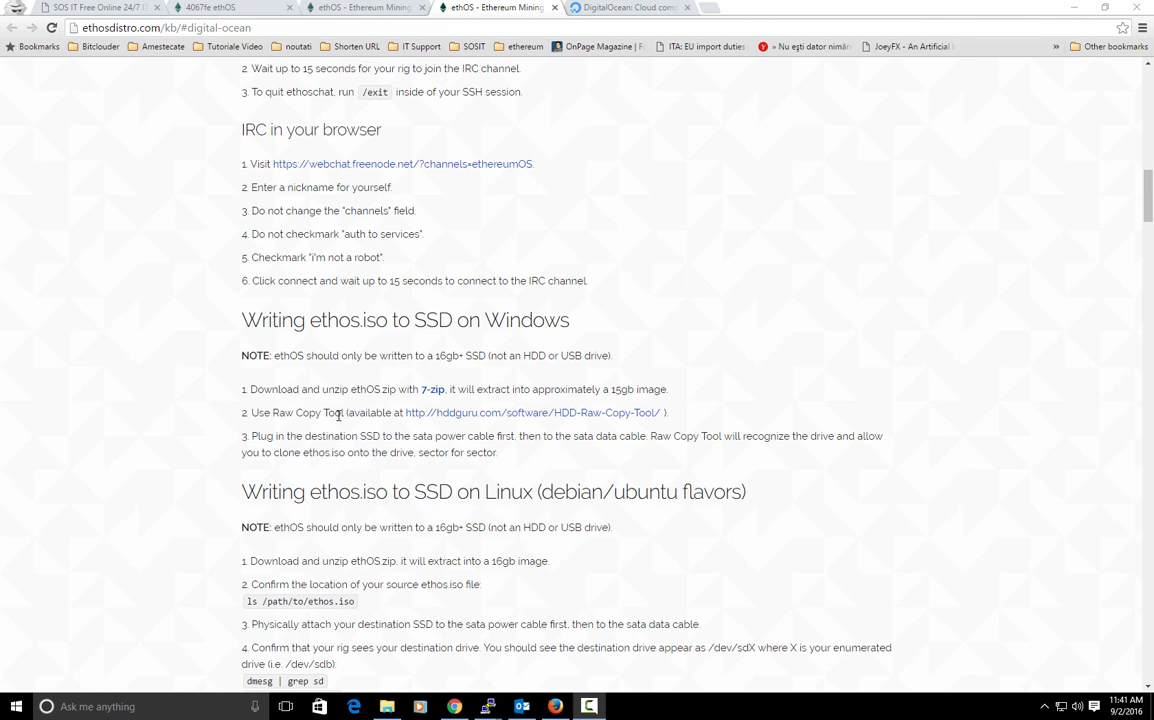 SOS IT Free Online 24/7 IT
4067fe ethOS
ethOS - Ethereum Mining
ethOS - Ethereum Mining
DigitalOcean: Cloud comp
ethosdistro.com/kb/#digital-ocean
Bookmarks
Bitclouder
Amestecate
Tutoriale Video
noutati
Shorten URL
IT Support
SOSIT
ethereum
OnPage Magazine | Fr
ITA: EU import duties
» Nu eşti dator nimăn
JoeyFX - An Artificial
»
Other bookmarks
2. Wait up to 15 seconds for your rig to join the IRC channel.
3. To quit ethoschat, run /exit inside of your SSH session.
IRC in your browser
1. Visit https://webchat.freenode.net/?channels=ethereumOS.
2. Enter a nickname for yourself.
3. Do not change the "channels" field.
4. Do not checkmark "auth to services".
5. Checkmark "i'm not a robot".
6. Click connect and wait up to 15 seconds to connect to the IRC channel.
Writing ethos.iso to SSD on Windows
NOTE: ethOS should only be written to a 16gb+ SSD (not an HDD or USB drive).
1. Download and unzip ethOS zip with 7-zip, it will extract into approximately a 15gb image.
2. Use Raw Copy Tool (available at http://hddguru.com/software/HDD-Raw-Copy-Tool/ ).
3. Plug in the destination SSD to the sata power cable first, then to the sata data cable. Raw Copy Tool will recognize the drive and allow
you to clone ethos.iso onto the drive, sector for sector.
Writing ethos.iso to SSD on Linux (debian/ubuntu flavors)
NOTE: ethOS should only be written to a 16gb+ SSD (not an HDD or USB drive).
1. Download and unzip ethOS.zip, it will extract into a 16gb image.
2. Confirm the location of your source ethos.iso file:
ls /path/to/ethos.iso
3. Physically attach your destination SSD to the sata power cable first, then to the sata data cable.
4. Confirm that your rig sees your destination drive. You should see the destination drive appear as /dev/sdX where X is your enumerated
drive (i.e. /dev/sdb):
dmesg | grep sd
Ask me anything
11:41 AM
9/2/2016